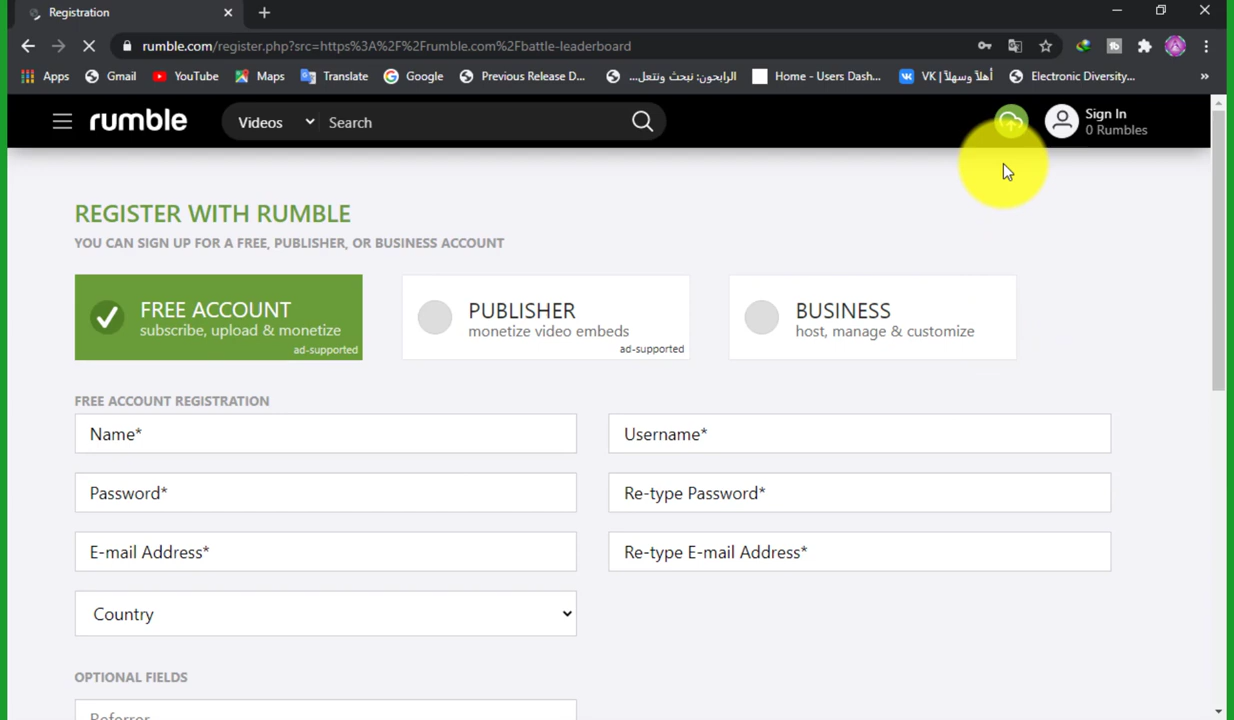 Registration
rumble.com/register.php?src=https%3A%2F%2Frumble.com%2Fbattle-leaderboard
Apps Gmail YouTube Maps Translate Google Previous Release D... الرابحون: نبحث ونتعل... Home - Users Dash... VK | أهلاً وسهلاً Electronic Diversity... »
rumble Videos Search Sign In
0 Rumbles
REGISTER WITH RUMBLE
YOU CAN SIGN UP FOR A FREE, PUBLISHER, OR BUSINESS ACCOUNT
FREE ACCOUNT
subscribe, upload & monetize
ad-supported
PUBLISHER
monetize video embeds
ad-supported
BUSINESS
host, manage & customize
FREE ACCOUNT REGISTRATION
Name* Username*
Password* Re-type Password*
E-mail Address* Re-type E-mail Address*
Country
OPTIONAL FIELDS
Referrer